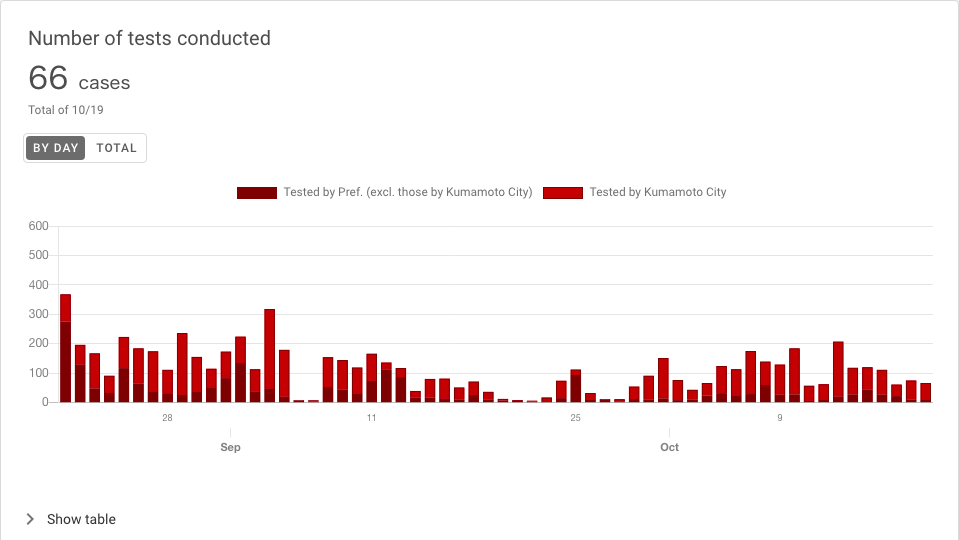 Number of tests conducted
66 cases
Total of 10/19
BY DAY TOTAL
Tested by Pref. (excl. those by Kumamoto City) Tested by Kumamoto City
600
500
400
300
200
100
0
28 11 25 9
Sep Oct
Show table